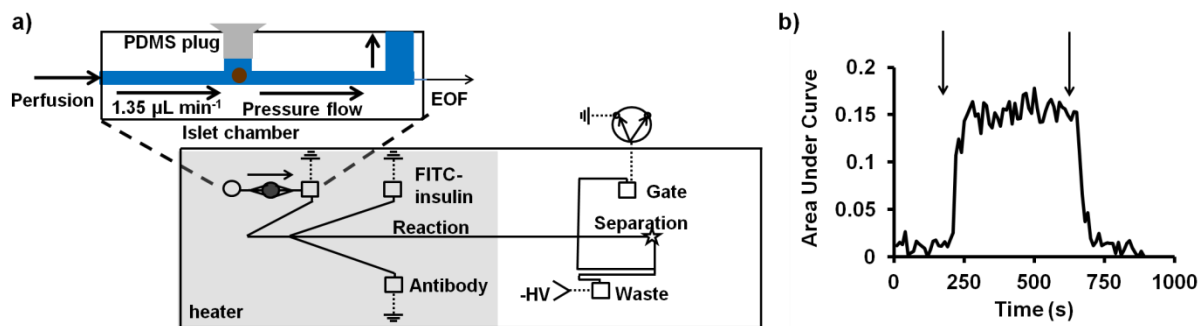 a)
PDMS plug
Perfusion
1.35 µL min⁻¹
Pressure flow
EOF
Islet chamber
FITC-
insulin
Gate
Reaction
Separation
Antibody
-HV
Waste
heater
b)
Area Under Curve
0.2
0.15
0.1
0.05
0
0 250 500 750 1000
Time (s)